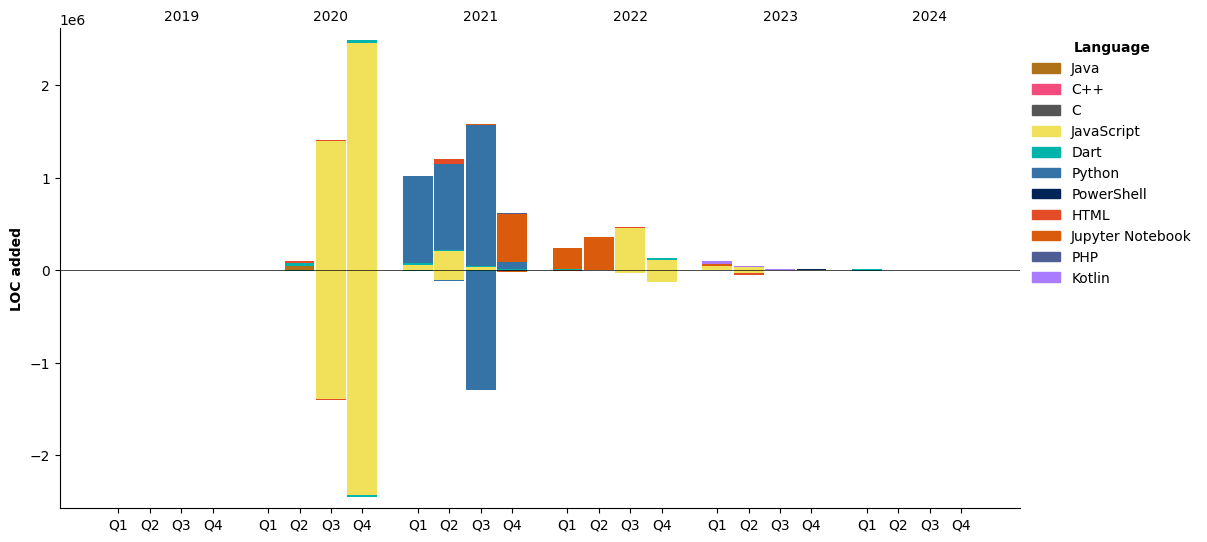 2019 2020 2021 2022 2023 2024
1e6
Language
Java
C++
C
JavaScript
Dart
Python
PowerShell
HTML
Jupyter Notebook
PHP
Kotlin
LOC added
2
1
0
−1
−2
Q1 Q2 Q3 Q4 Q1 Q2 Q3 Q4 Q1 Q2 Q3 Q4 Q1 Q2 Q3 Q4 Q1 Q2 Q3 Q4 Q1 Q2 Q3 Q4